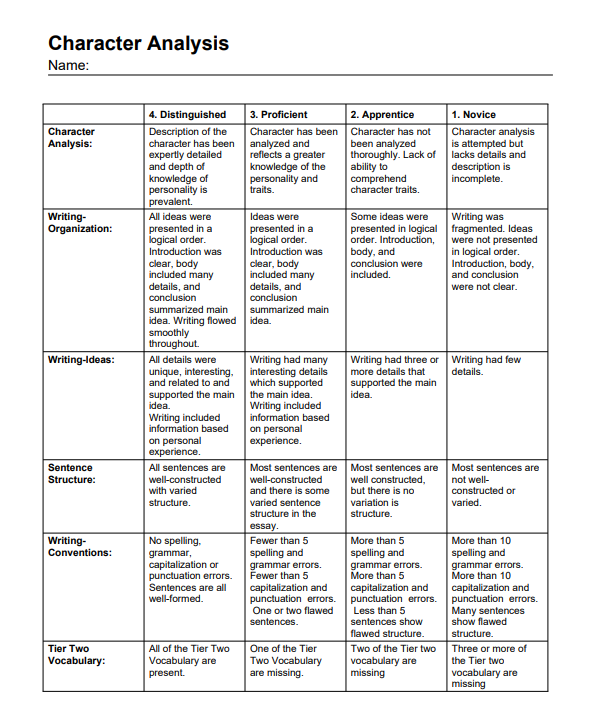 Character Analysis
Name:
4. Distinguished
3. Proficient
2. Apprentice
1. Novice
Character
Analysis:
Description of the
character has been
expertly detailed
and depth of
knowledge of
personality is
prevalent.
Character has been
analyzed and
reflects a greater
knowledge of the
personality and
traits.
Character has not
been analyzed
thoroughly. Lack of
ability to
comprehend
character traits.
Character analysis
is attempted but
lacks details and
description is
incomplete.
Writing-
Organization:
All ideas were
presented in a
logical order.
Introduction was
clear, body
included many
details, and
conclusion
summarized main
idea. Writing flowed
smoothly
throughout.
Ideas were
presented in a
logical order.
Introduction was
clear, body
included many
details, and
conclusion
summarized main
idea.
Some ideas were
presented in logical
order. Introduction,
body, and
conclusion were
included.
Writing was
fragmented. Ideas
were not presented
in logical order.
Introduction, body,
and conclusion
were not clear.
Writing-Ideas:
All details were
unique, interesting,
and related to and
supported the main
idea.
Writing included
information based
on personal
experience.
Writing had many
interesting details
which supported
the main idea.
Writing included
information based
on personal
experience.
Writing had three or
more details that
supported the main
idea.
Writing had few
details.
Sentence
Structure:
All sentences are
well-constructed
with varied
structure.
Most sentences are
well-constructed
and there is some
varied sentence
structure in the
essay.
Most sentences are
well constructed,
but there is no
variation is
structure.
Most sentences are
not well-
constructed or
varied.
Writing-
Conventions:
No spelling,
grammar,
capitalization or
punctuation errors.
Sentences are all
well-formed.
Fewer than 5
spelling and
grammar errors.
Fewer than 5
capitalization and
punctuation errors.
One or two flawed
sentences.
More than 5
spelling and
grammar errors.
More than 5
capitalization and
punctuation errors.
Less than 5
sentences show
flawed structure.
More than 10
spelling and
grammar errors.
More than 10
capitalization and
punctuation errors.
Many sentences
show flawed
structure.
Tier Two
Vocabulary:
All of the Tier Two
Vocabulary are
present.
One of the Tier
Two Vocabulary
are missing.
Two of the Tier two
vocabulary are
missing
Three or more of
the Tier two
vocabulary are
missing